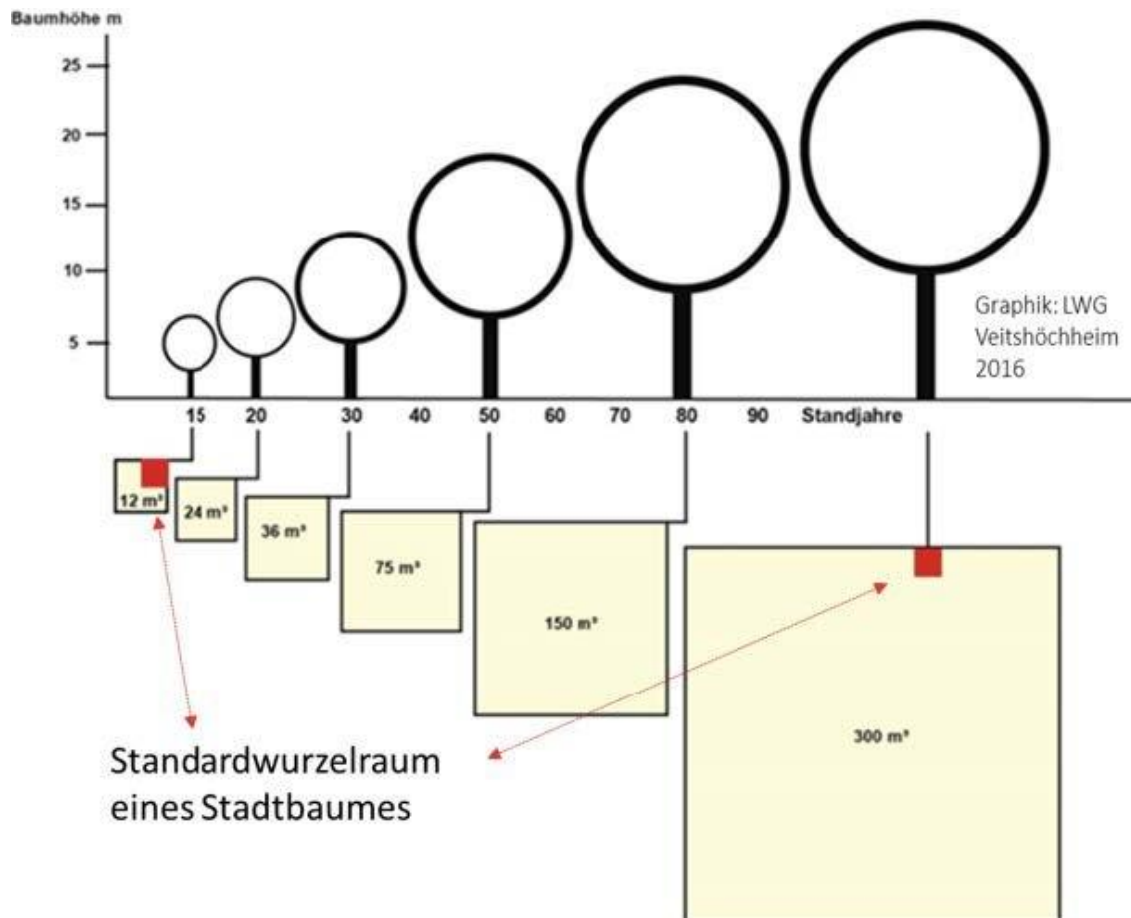 Baumhöhe m
25
20
15
10
5
Graphik: LWG
Veitshöchheim
2016
15 20 30 40 50 60 70 80 90 Standjahre
12 m³
24 m³
36 m³
75 m³
150 m³
300 m³
Standardwurzelraum
eines Stadtbaumes